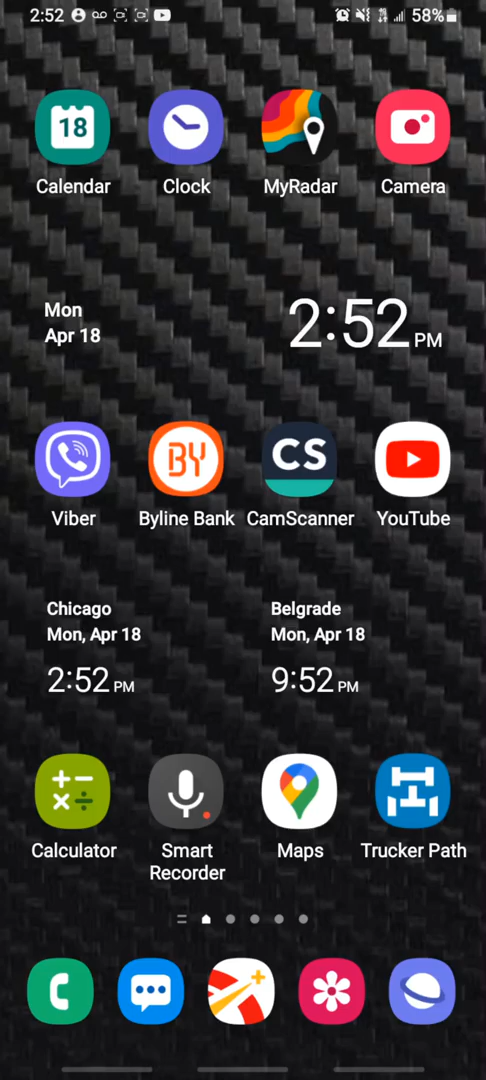 2:52 58%
18
Calendar Clock MyRadar Camera
Mon
Apr 18
2:52 PM
BY CS
Viber Byline Bank CamScanner YouTube
Chicago Belgrade
Mon, Apr 18 Mon, Apr 18
2:52 PM 9:52 PM
Calculator Smart Maps Trucker Path
Recorder